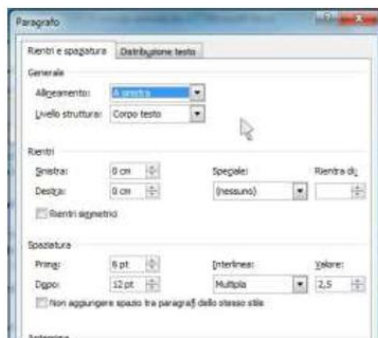 Paragrafo
Rientri e spaziatura Distribuzione testo
Generale
Allineamento: A sinistra
Livello struttura: Corpo testo
Rientri
Sinistra: 0 cm Speciale: Rientra di:
Destra: 0 cm (nessuno)
Rientri simmetrici
Spaziatura
Prima: 6 pt Interlinea: Valore:
Dopo: 12 pt Multipla 2,5
Non aggiungere spazio tra paragrafi dello stesso stile
Anteprima